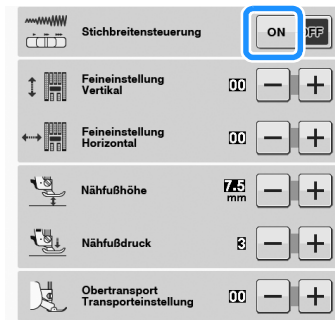 Stichbreitensteuerung ON OFF
Feineinstellung
Vertikal 00 − +
Feineinstellung
Horizontal 00 − +
Nähfußhöhe 7.5
mm − +
Nähfußdruck 3 − +
Obertransport
Transporteinstellung 00 − +